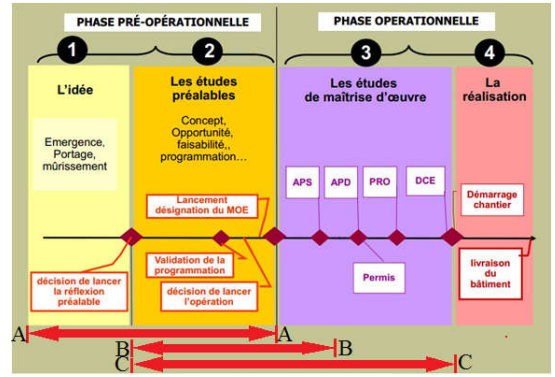 PHASE PRÉ-OPÉRATIONNELLE
PHASE OPERATIONNELLE
1
2
3
4
L'idée
Les études
préalables
Les études
de maîtrise d'œuvre
La
réalisation
Emergence,
Portage,
mûrissement
Concept,
Opportunité,
faisabilité,,
programmation...
APS
APD
PRO
DCE
Démarrage
chantier
Lancement
désignation du MOE
décision de lancer
la réflexion
préalable
Validation de la
programmation
décision de lancer
l'opération
Permis
livraison
du
bâtiment
A
A
B
B
C
C